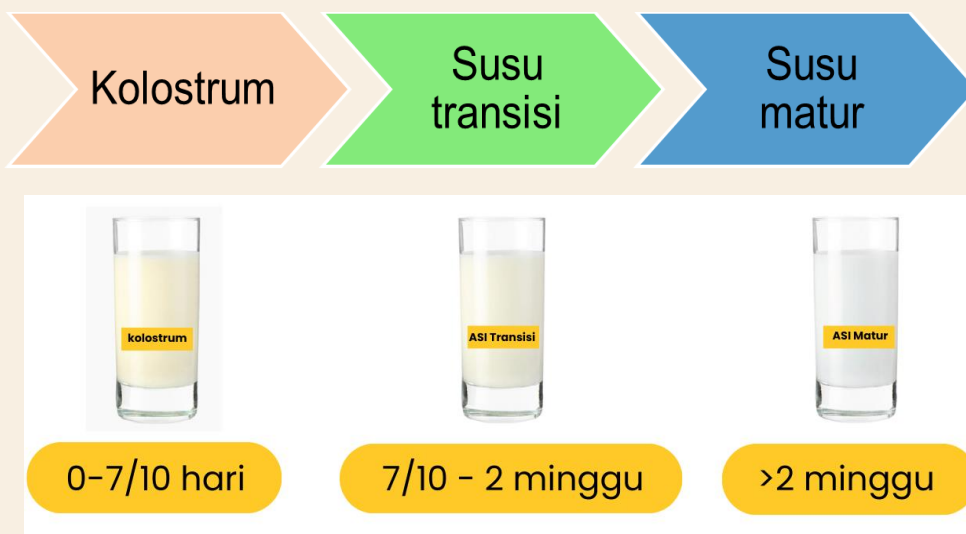 Kolostrum
Susu
transisi
Susu
matur
kolostrum
ASI Transisi
ASI Matur
0-7/10 hari
7/10 - 2 minggu
>2 minggu